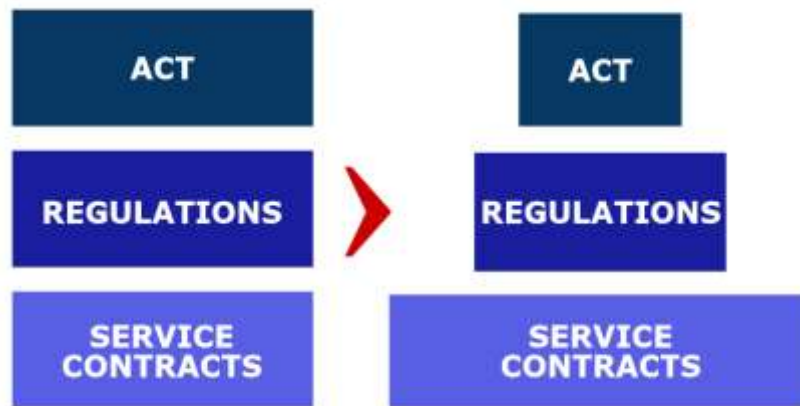 ACT
REGULATIONS
SERVICE
CONTRACTS
ACT
REGULATIONS
SERVICE
CONTRACTS